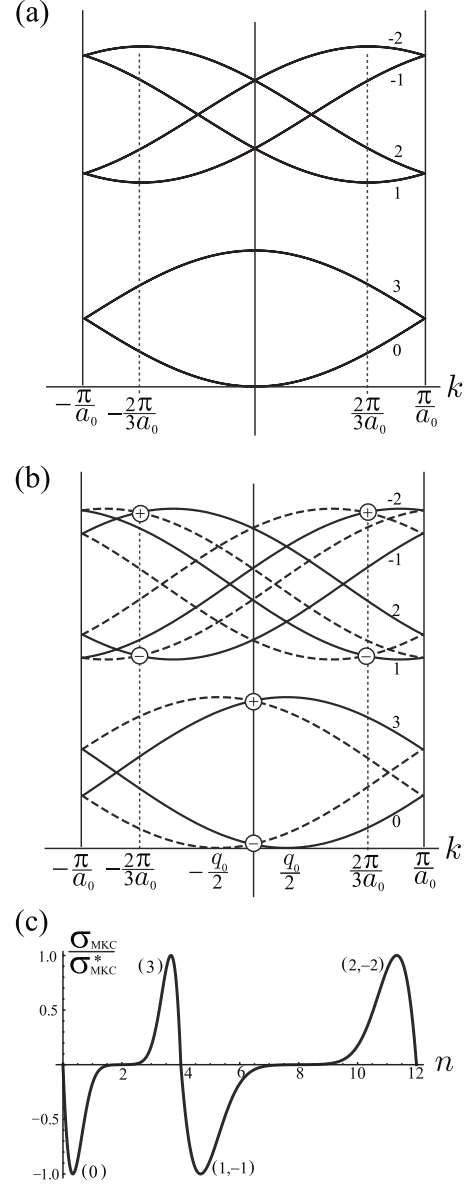 (a)
-2
-1
2
1
3
0
k
-π/a₀ -2π/3a₀ 2π/3a₀ π/a₀
(b)
+ +
-2
-1
2
- -
1
+
3
0
-
k
-π/a₀ -2π/3a₀ -q₀/2 q₀/2 2π/3a₀ π/a₀
(c)
σMKC/σ*MKC
1.0 (3) (2,−2)
0.5
n
2 4 6 8 10 12
−0.5
−1.0 (0) (1,−1)